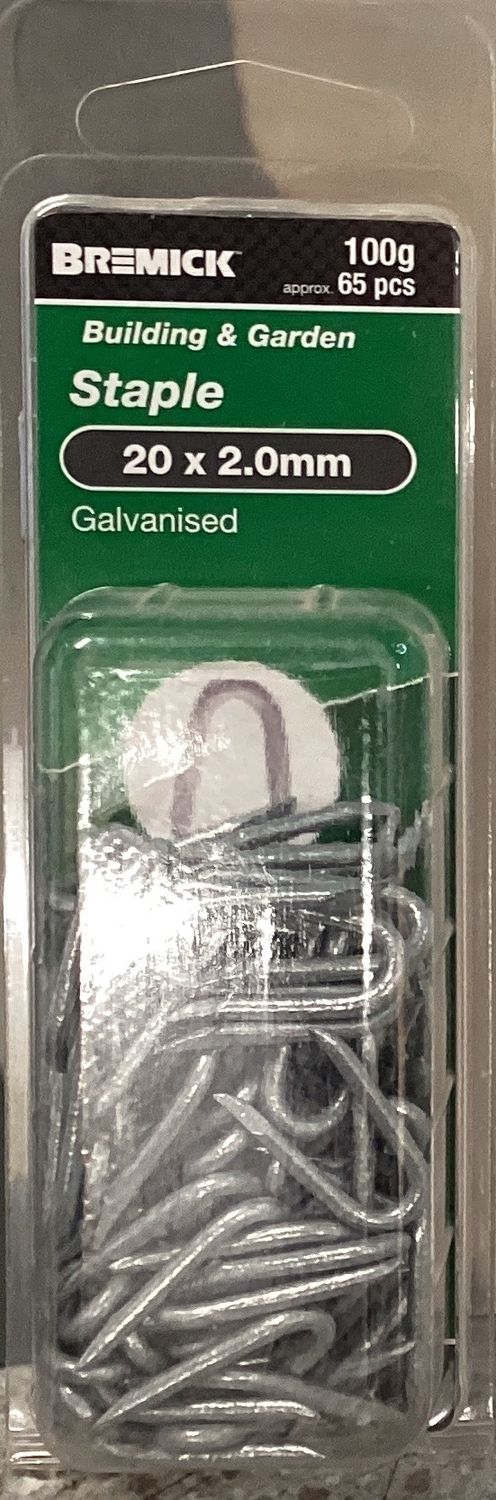 BREMICK
100g
approx. 65 pcs
Building & Garden
Staple
20 x 2.0mm
Galvanised